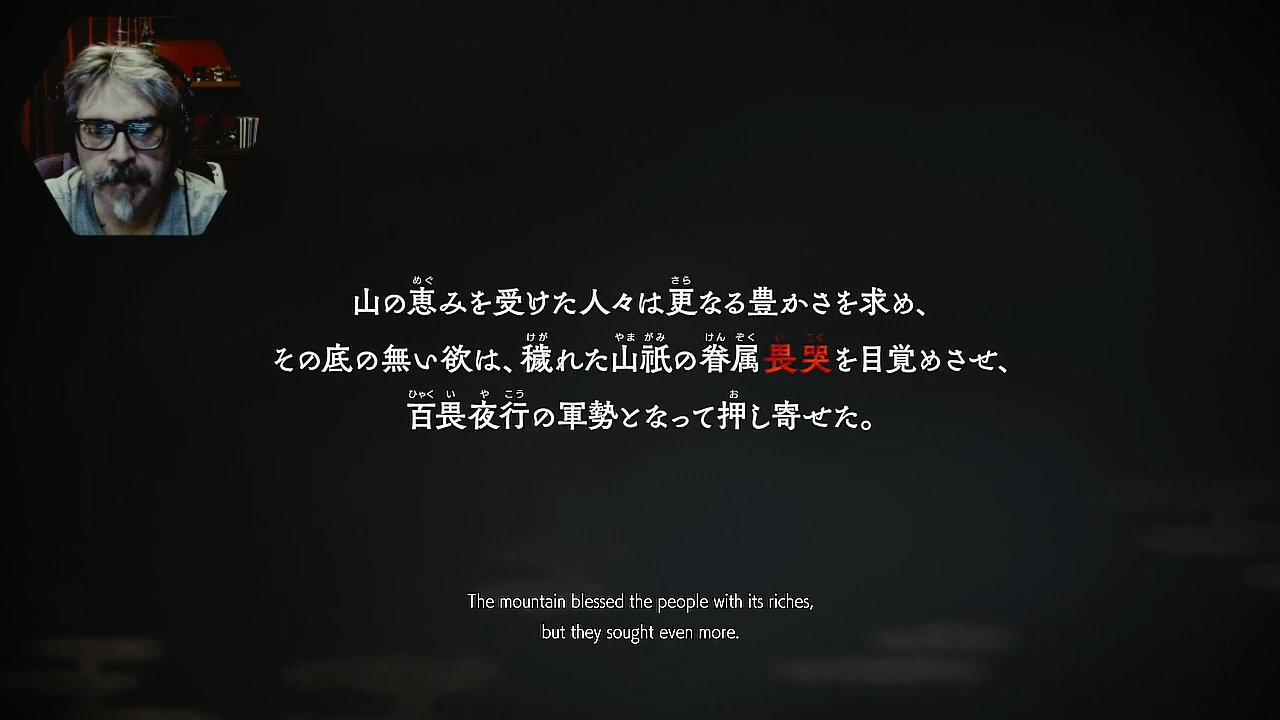 山の恵みを受けた人々は更なる豊かさを求め、
その底の無い欲は、穢れた山祇の眷属畏哭を目覚めさせ、
百畏夜行の軍勢となって押し寄せた。
The mountain blessed the people with its riches,
but they sought even more.